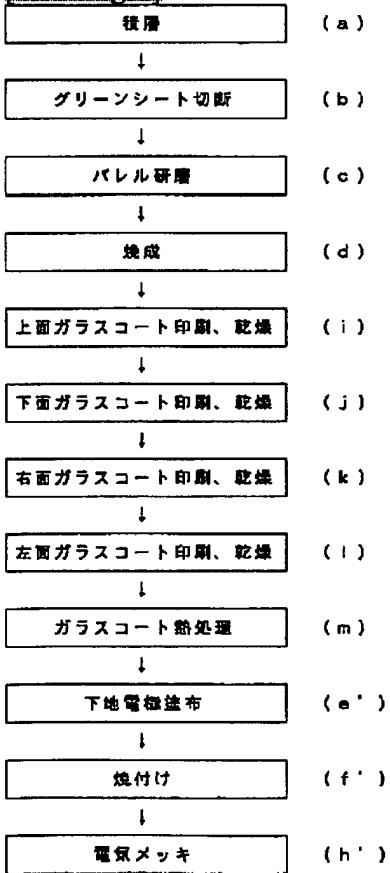 積層 (a)
↓
グリーンシート切断 (b)
↓
バレル研磨 (c)
↓
焼成 (d)
↓
上面ガラスコート印刷、乾燥 (i)
↓
下面ガラスコート印刷、乾燥 (j)
↓
右面ガラスコート印刷、乾燥 (k)
↓
左面ガラスコート印刷、乾燥 (l)
↓
ガラスコート熱処理 (m)
↓
下地電極塗布 (e')
↓
焼付け (f')
↓
電気メッキ (h')